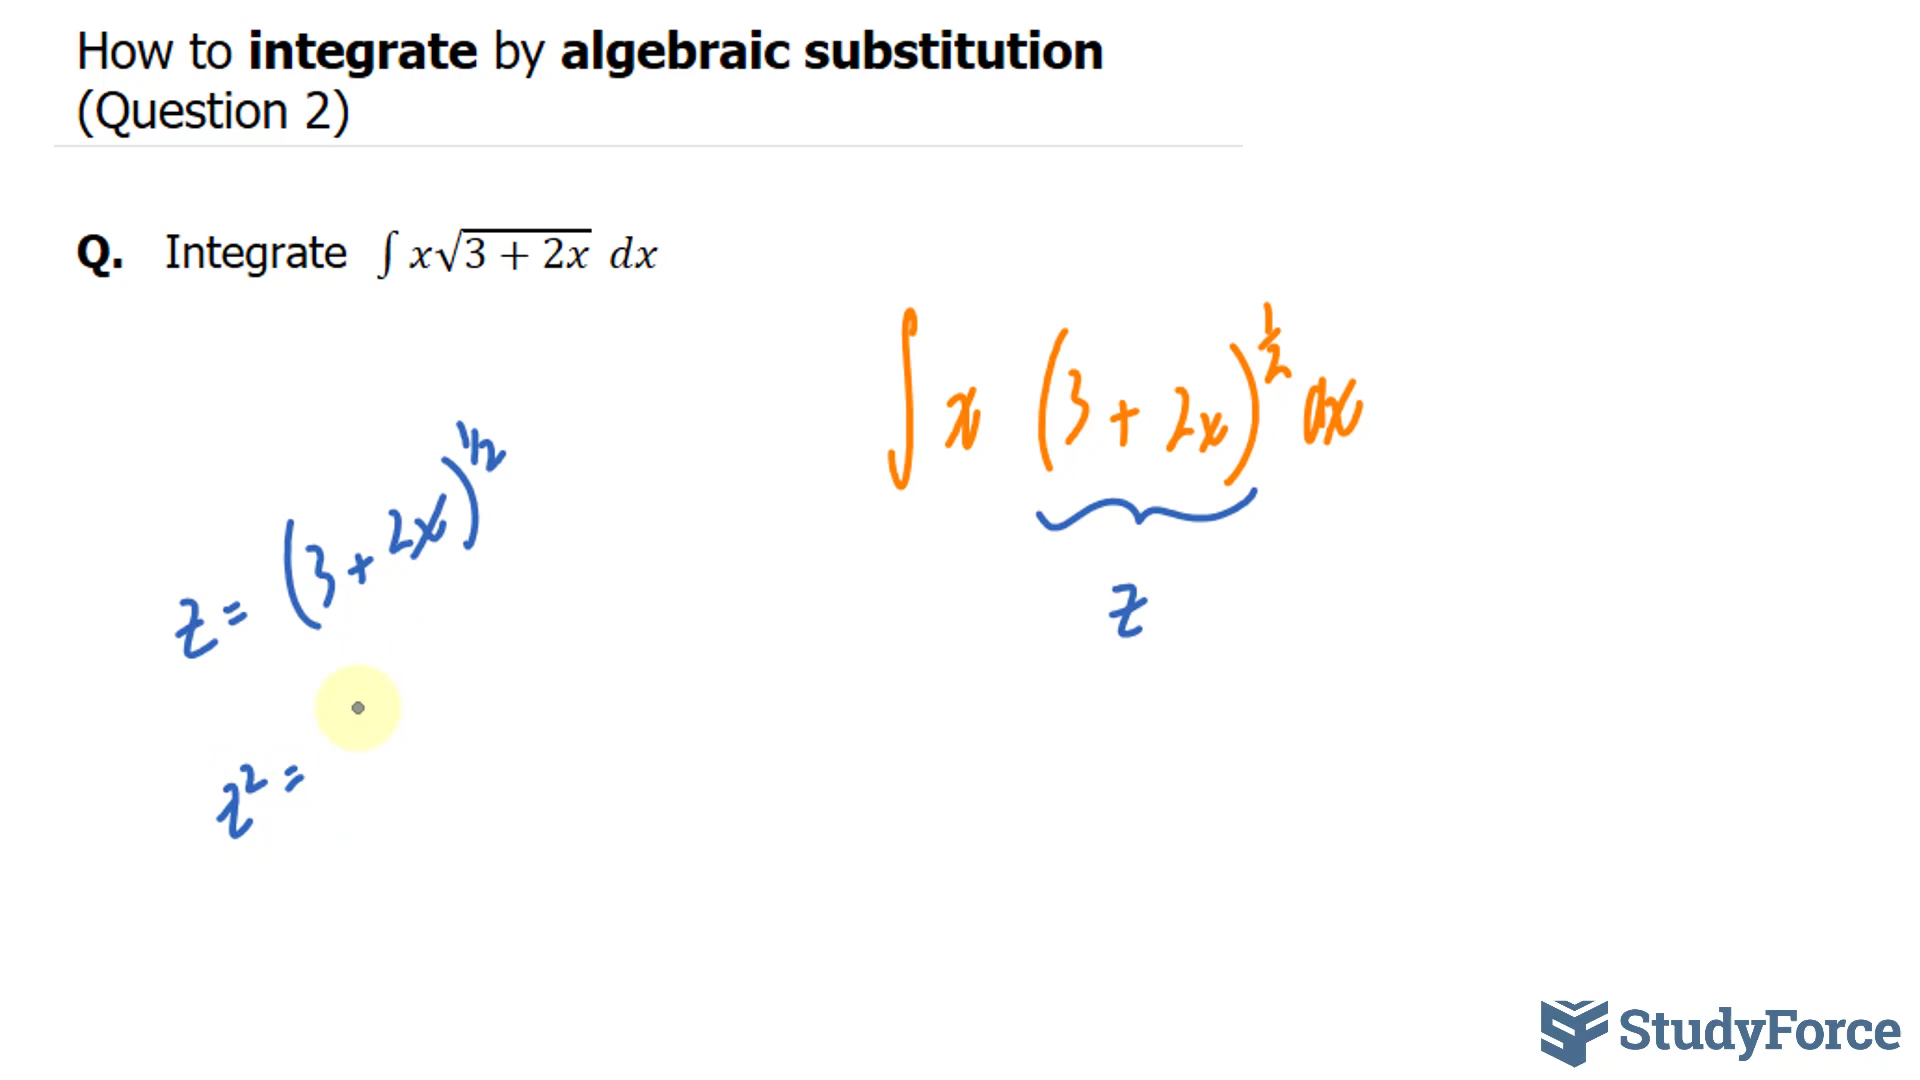 How to integrate by algebraic substitution
(Question 2)
Q. Integrate ∫ x√3 + 2x dx
∫ x (3 + 2x)^1/2 dx
z
z = (3 + 2x)^1/2
z² =
StudyForce